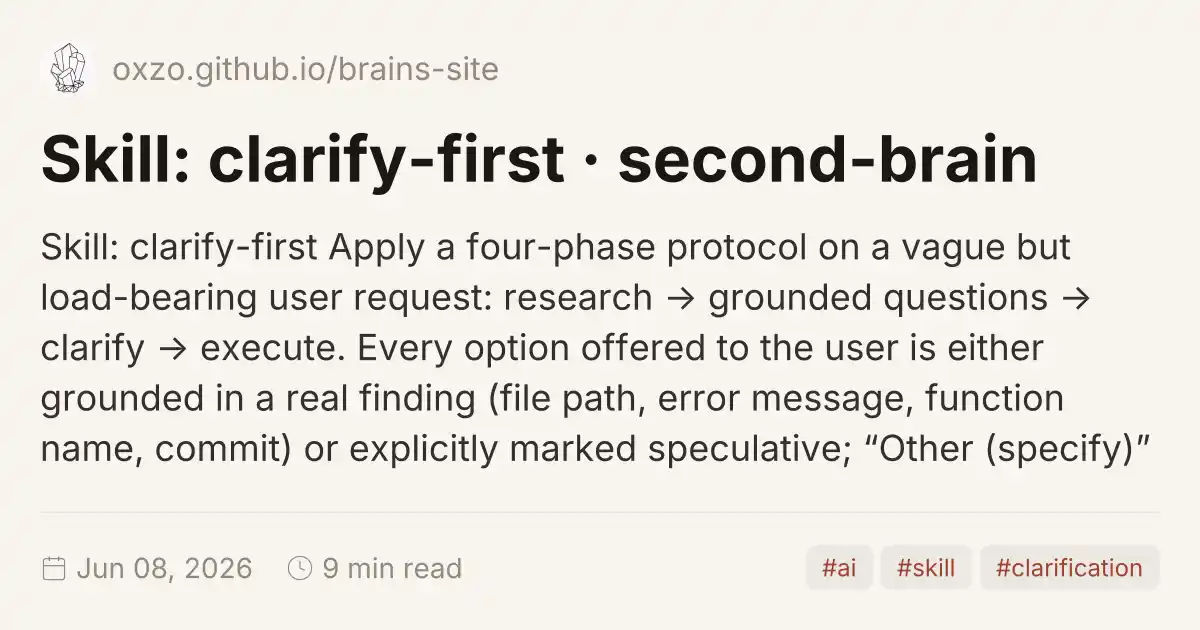 oxzo.github.io/brains-site
Skill: clarify-first · second-brain
Skill: clarify-first Apply a four-phase protocol on a vague but
load-bearing user request: research → grounded questions →
clarify → execute. Every option offered to the user is either
grounded in a real finding (file path, error message, function
name, commit) or explicitly marked speculative; “Other (specify)”
Jun 08, 2026 9 min read #ai #skill #clarification